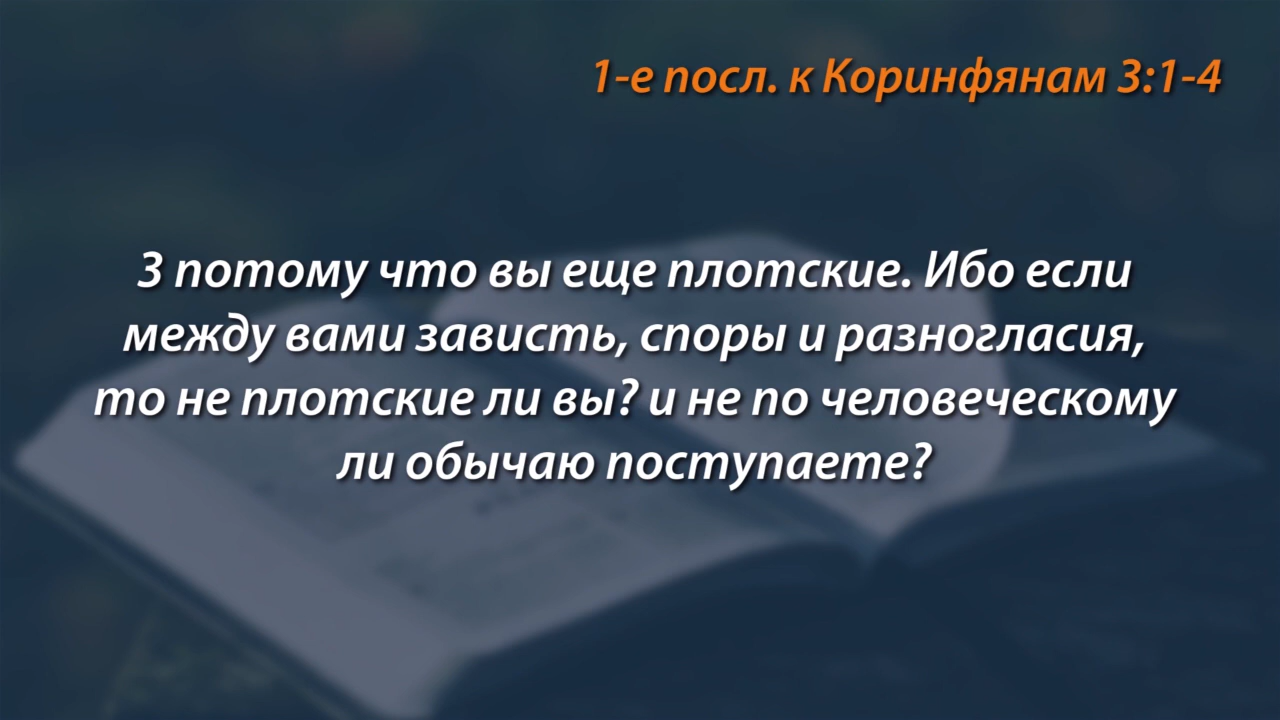 1-е посл. к Коринфянам 3:1-4
3 потому что вы еще плотские. Ибо если
между вами зависть, споры и разногласия,
то не плотские ли вы? и не по человеческому
ли обычаю поступаете?